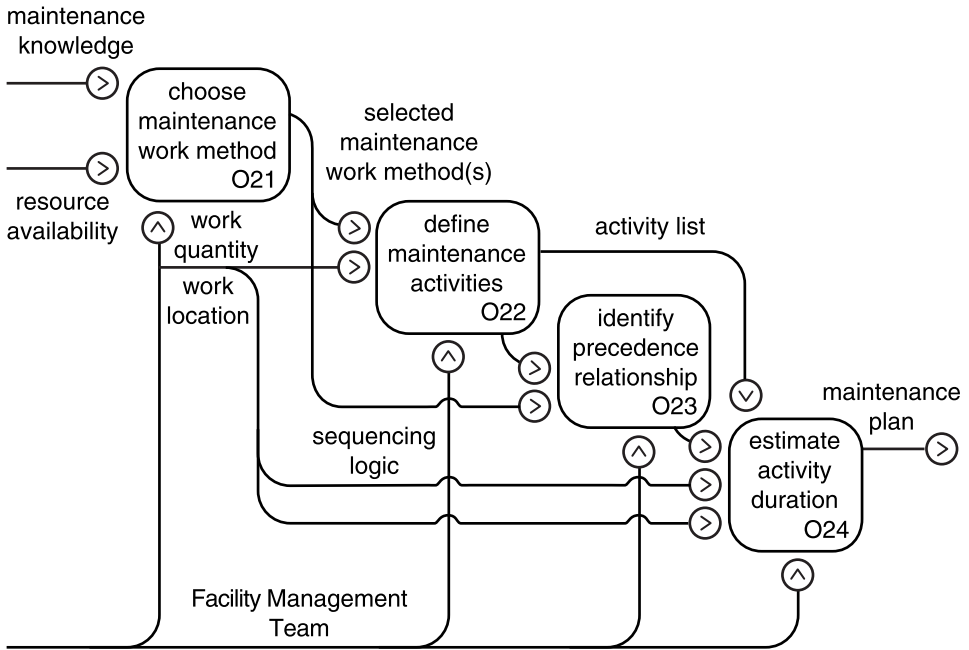 maintenance
knowledge
choose
maintenance
work method
O21
resource
availability
selected
maintenance
work method(s)
work
quantity
work
location
define
maintenance
activities
O22
activity list
identify
precedence
relationship
O23
sequencing
logic
maintenance
plan
estimate
activity
duration
O24
Facility Management
Team